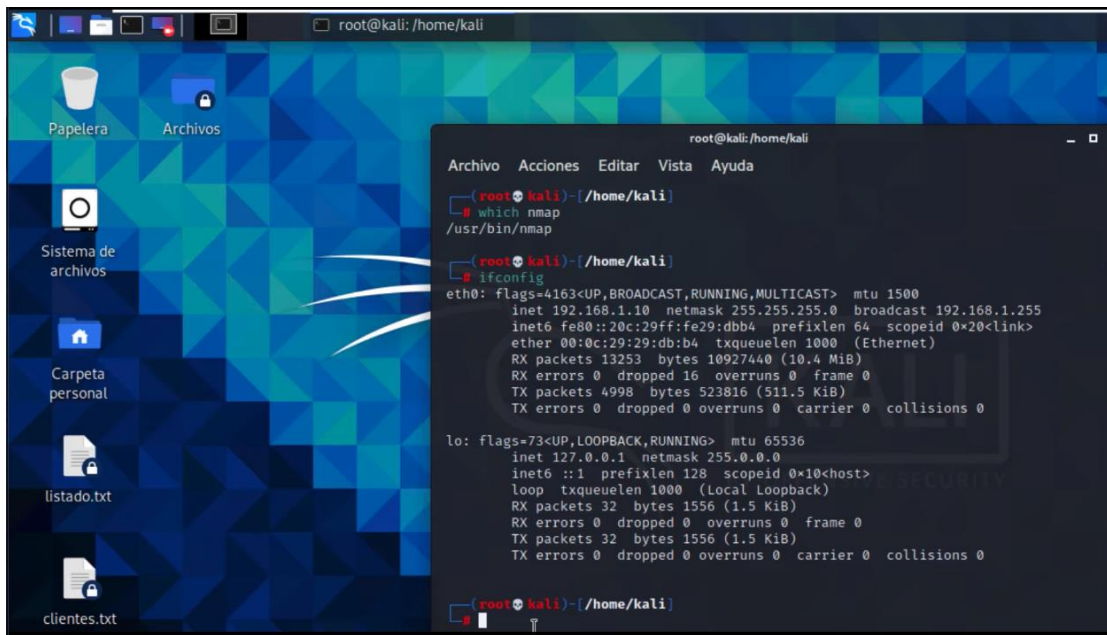 root@kali: /home/kali
Papelera
Archivos
Sistema de
archivos
Carpeta
personal
listado.txt
clientes.txt
root@kali: /home/kali
Archivo Acciones Editar Vista Ayuda
┌──(root💀kali)-[/home/kali]
└─# which nmap
/usr/bin/nmap
┌──(root💀kali)-[/home/kali]
└─# ifconfig
eth0: flags=4163<UP,BROADCAST,RUNNING,MULTICAST>  mtu 1500
inet 192.168.1.10  netmask 255.255.255.0  broadcast 192.168.1.255
inet6 fe80::20c:29ff:fe29:dbb4  prefixlen 64  scopeid 0×20<link>
ether 00:0c:29:29:db:b4  txqueuelen 1000  (Ethernet)
RX packets 13253  bytes 10927440 (10.4 MiB)
RX errors 0  dropped 16  overruns 0  frame 0
TX packets 4998  bytes 523816 (511.5 KiB)
TX errors 0  dropped 0 overruns 0  carrier 0  collisions 0
lo: flags=73<UP,LOOPBACK,RUNNING>  mtu 65536
inet 127.0.0.1  netmask 255.0.0.0
inet6 ::1  prefixlen 128  scopeid 0×10<host>
loop  txqueuelen 1000  (Local Loopback)
RX packets 32  bytes 1556 (1.5 KiB)
RX errors 0  dropped 0  overruns 0  frame 0
TX packets 32  bytes 1556 (1.5 KiB)
TX errors 0  dropped 0 overruns 0  carrier 0  collisions 0
┌──(root💀kali)-[/home/kali]
└─#
KALI
SECURITY